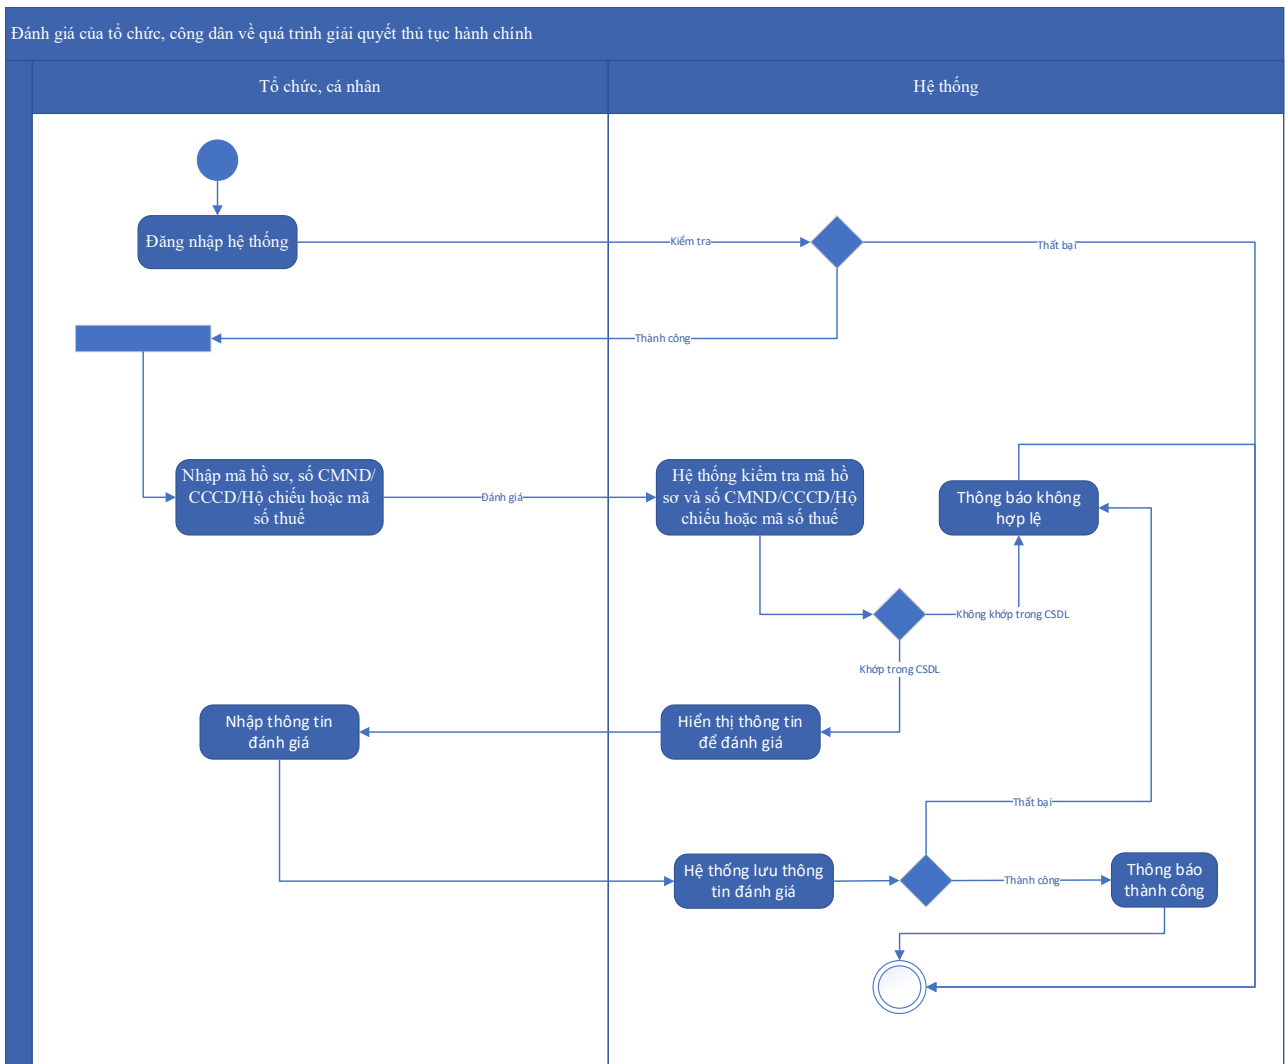 Đánh giá của tổ chức, công dân về quá trình giải quyết thủ tục hành chính
Tổ chức, cá nhân
Hệ thống
Đăng nhập hệ thống
Kiểm tra
Thất bại
Thành công
Nhập mã hồ sơ, số CMND/
CCCD/Hộ chiếu hoặc mã
số thuế
Đánh giá
Hệ thống kiểm tra mã hồ
sơ và số CMND/CCCD/Hộ
chiếu hoặc mã số thuế
Thông báo không
hợp lệ
Không khớp trong CSDL
Khớp trong CSDL
Nhập thông tin
đánh giá
Hiển thị thông tin
để đánh giá
Thất bại
Hệ thống lưu thông
tin đánh giá
Thành công
Thông báo
thành công